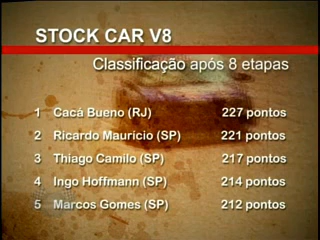 STOCK CAR V8
Classificação após 8 etapas
1 Cacá Bueno (RJ) 227 pontos
2 Ricardo Maurício (SP) 221 pontos
3 Thiago Camilo (SP) 217 pontos
4 Ingo Hoffmann (SP) 214 pontos
5 Marcos Gomes (SP) 212 pontos